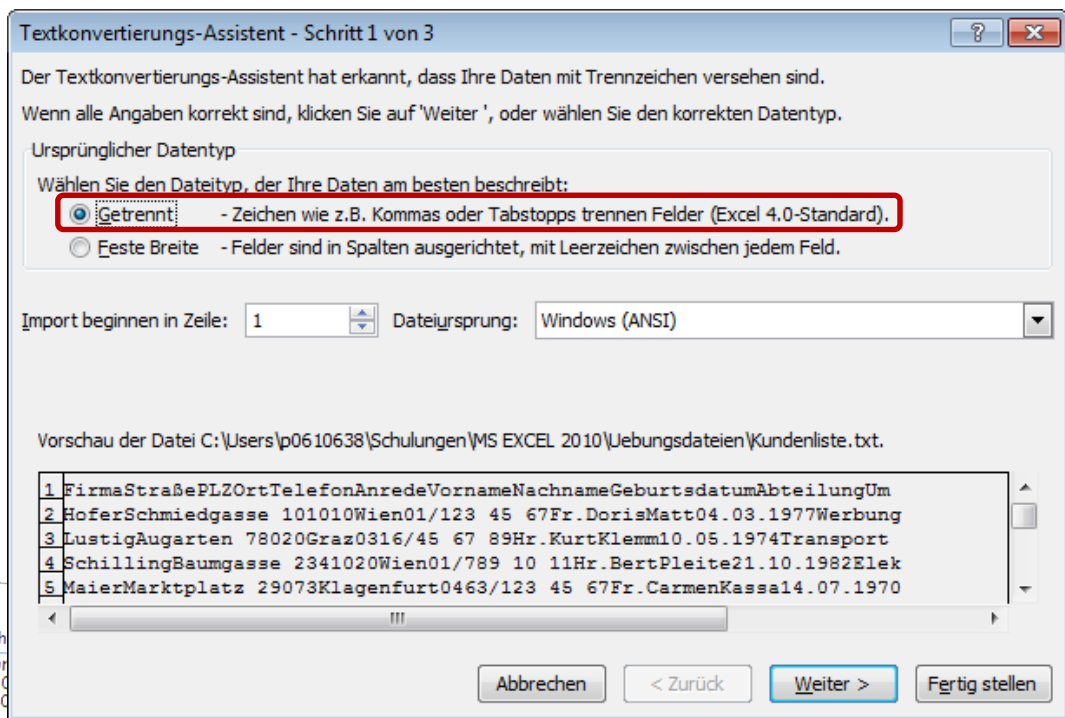 Textkonvertierungs-Assistent - Schritt 1 von 3
Der Textkonvertierungs-Assistent hat erkannt, dass Ihre Daten mit Trennzeichen versehen sind.
Wenn alle Angaben korrekt sind, klicken Sie auf 'Weiter ', oder wählen Sie den korrekten Datentyp.
Ursprünglicher Datentyp
Wählen Sie den Dateityp, der Ihre Daten am besten beschreibt:
Getrennt - Zeichen wie z.B. Kommas oder Tabstopps trennen Felder (Excel 4.0-Standard).
Feste Breite - Felder sind in Spalten ausgerichtet, mit Leerzeichen zwischen jedem Feld.
Import beginnen in Zeile: 1 Dateiursprung: Windows (ANSI)
Vorschau der Datei C:\Users\p0610638\Schulungen\MS EXCEL 2010\Uebungsdateien\Kundenliste.txt.
1 FirmaStraßePLZOrtTelefonAnredeVornameNachnameGeburtsdatumAbteilungUm
2 HoferSchmiedgasse 101010Wien01/123 45 67Fr.DorisMatt04.03.1977Werbung
3 LustigAugarten 78020Graz0316/45 67 89Hr.KurtKlemm10.05.1974Transport
4 SchillingBaumgasse 2341020Wien01/789 10 11Hr.BertPleite21.10.1982Elek
5 MaierMarktplatz 29073Klagenfurt0463/123 45 67Fr.CarmenKassa14.07.1970
Abbrechen < Zurück Weiter > Fertig stellen